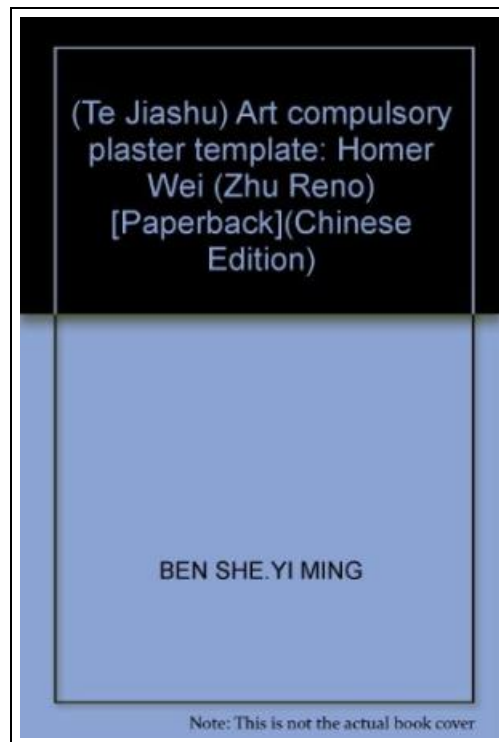 (Te Jiashu) Art compulsory
plaster template: Homer
Wei (Zhu Reno)
[Paperback](Chinese
Edition)
BEN SHE.YI MING
Note: This is not the actual book cover